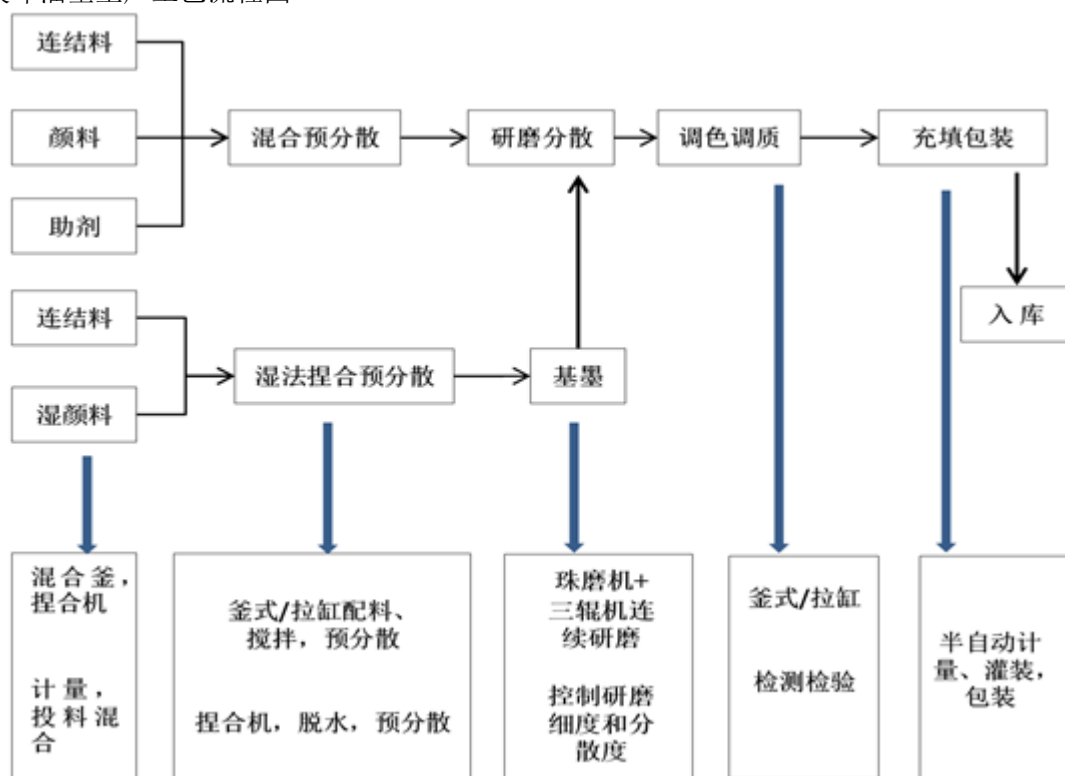 连结料
颜料
混合预分散
研磨分散
调色调质
充填包装
助剂
连结料
入库
湿法捏合预分散
基墨
湿颜料
混合釜，
捏合机
计量，
投料混
合
釜式/拉缸配料、
搅拌，预分散
捏合机，脱水，预分散
珠磨机+
三辊机连
续研磨
控制研磨
细度和分
散度
釜式/拉缸
检测检验
半自动计
量、灌装，
包装